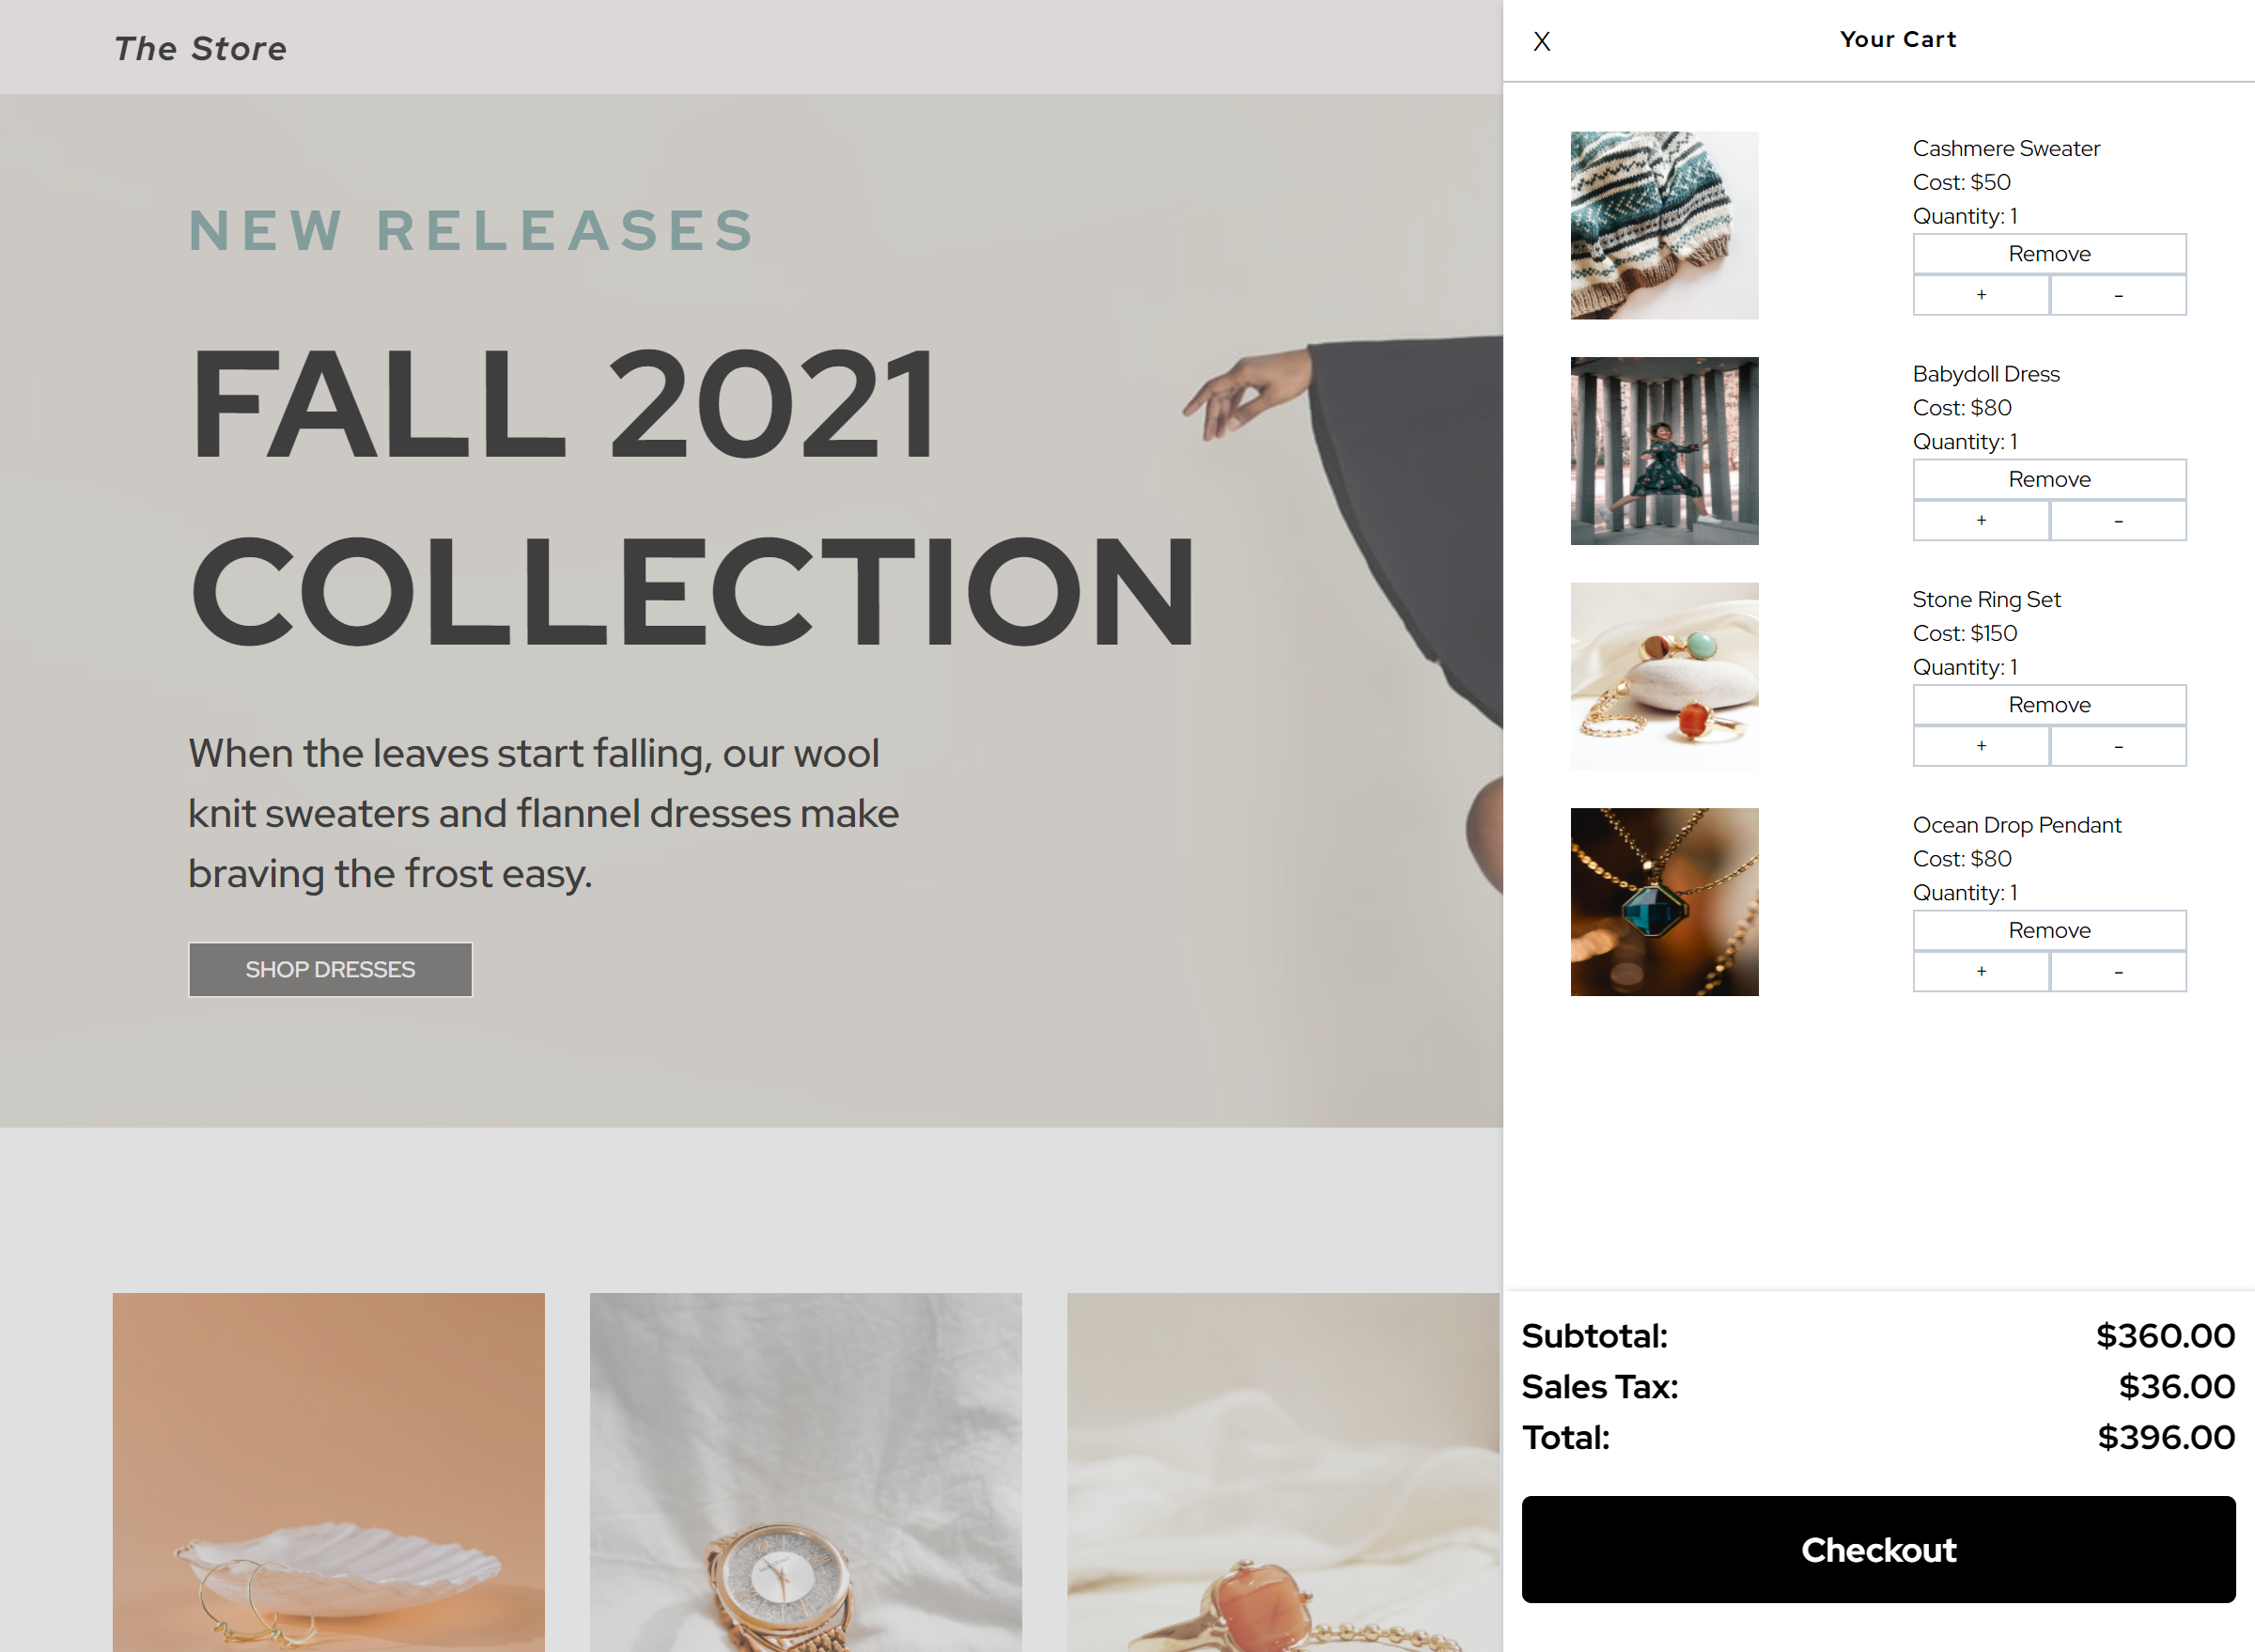 The Store
NEW RELEASES
FALL 2021
COLLECTION
When the leaves start falling, our wool
knit sweaters and flannel dresses make
braving the frost easy.
SHOP DRESSES
X
Your Cart
Cashmere Sweater
Cost: $50
Quantity: 1
Remove
+ -
Babydoll Dress
Cost: $80
Quantity: 1
Remove
+ -
Stone Ring Set
Cost: $150
Quantity: 1
Remove
+ -
Ocean Drop Pendant
Cost: $80
Quantity: 1
Remove
+ -
Subtotal: $360.00
Sales Tax: $36.00
Total: $396.00
Checkout